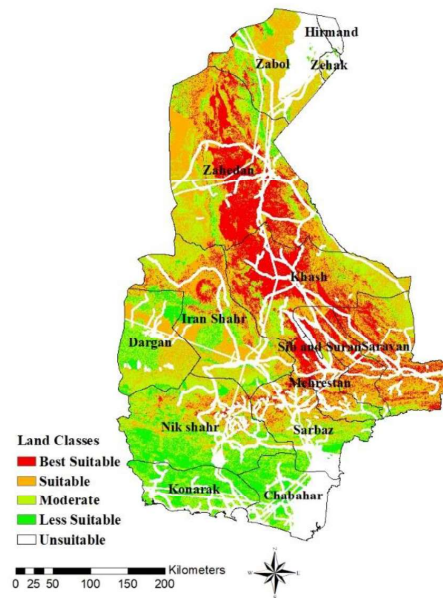 Hirmand
Zabol
Zehak
Zahedan
Khash
Iran Shahr
Dargan
Sib and Suran
Saravan
Mehrestan
Nik shahr
Sarbaz
Konarak
Chabahar
Land Classes
Best Suitable
Suitable
Moderate
Less Suitable
Unsuitable
0 25 50 100 150 200 Kilometers